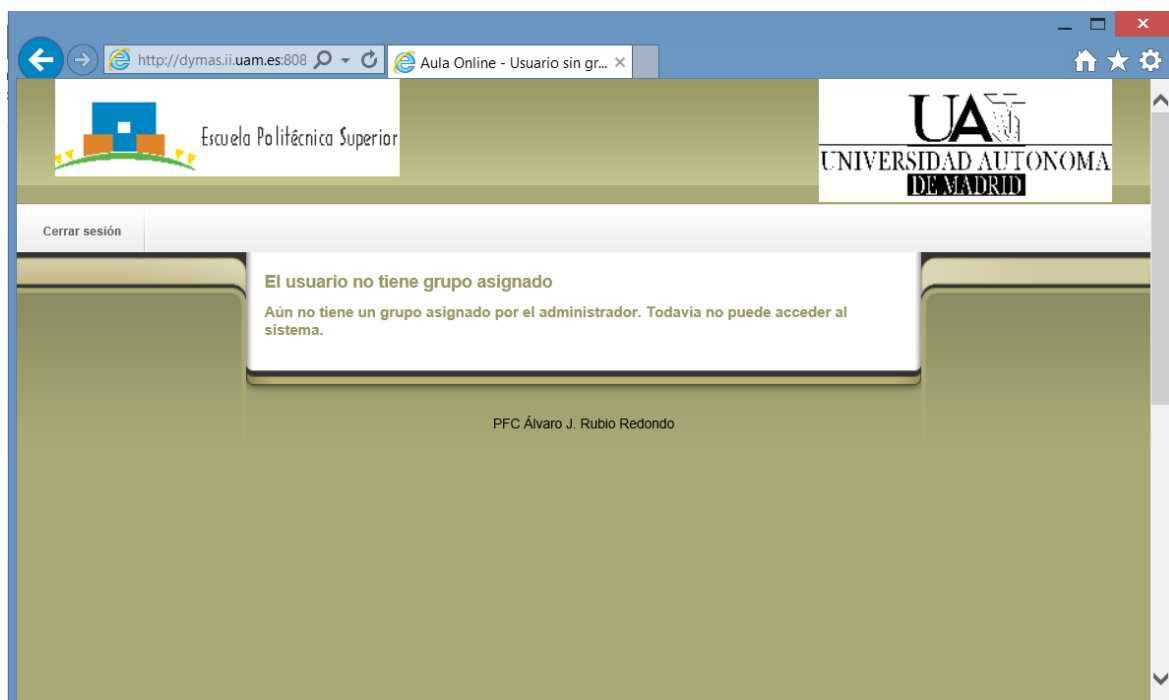 http://dymas.ii.uam.es:808
Aula Online - Usuario sin gr...
Escuela Politécnica Superior
UA
UNIVERSIDAD AUTONOMA
DE MADRID
Cerrar sesión
El usuario no tiene grupo asignado
Aún no tiene un grupo asignado por el administrador. Todavía no puede acceder al
sistema.
PFC Álvaro J. Rubio Redondo